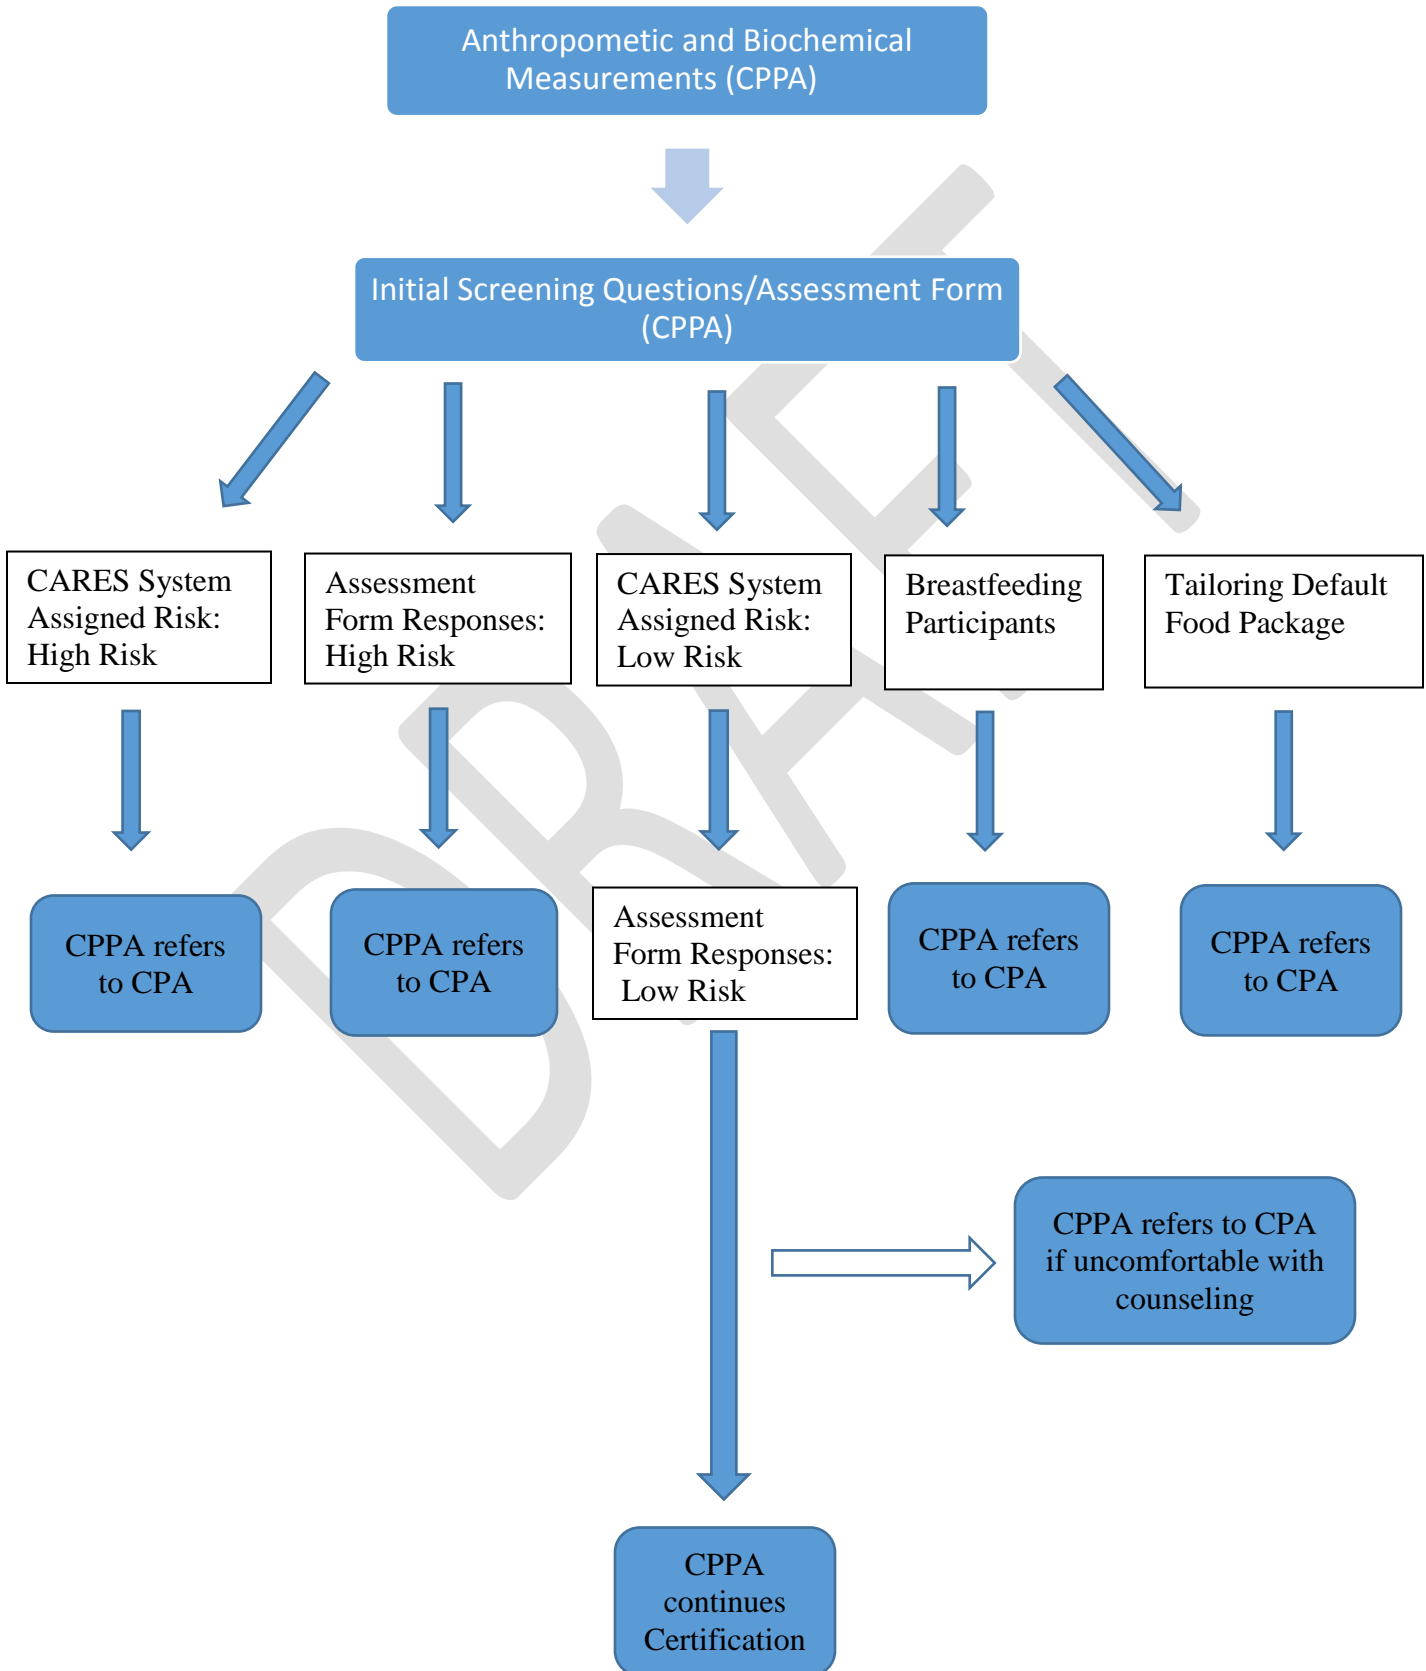 Anthropometic and Biochemical
Measurements (CPPA)
Initial Screening Questions/Assessment Form
(CPPA)
CARES System
Assigned Risk:
High Risk
Assessment
Form Responses:
High Risk
CARES System
Assigned Risk:
Low Risk
Breastfeeding
Participants
Tailoring Default
Food Package
CPPA refers
to CPA
CPPA refers
to CPA
Assessment
Form Responses:
Low Risk
CPPA refers
to CPA
CPPA refers
to CPA
CPPA refers to CPA
if uncomfortable with
counseling
CPPA
continues
Certification
DRAFT